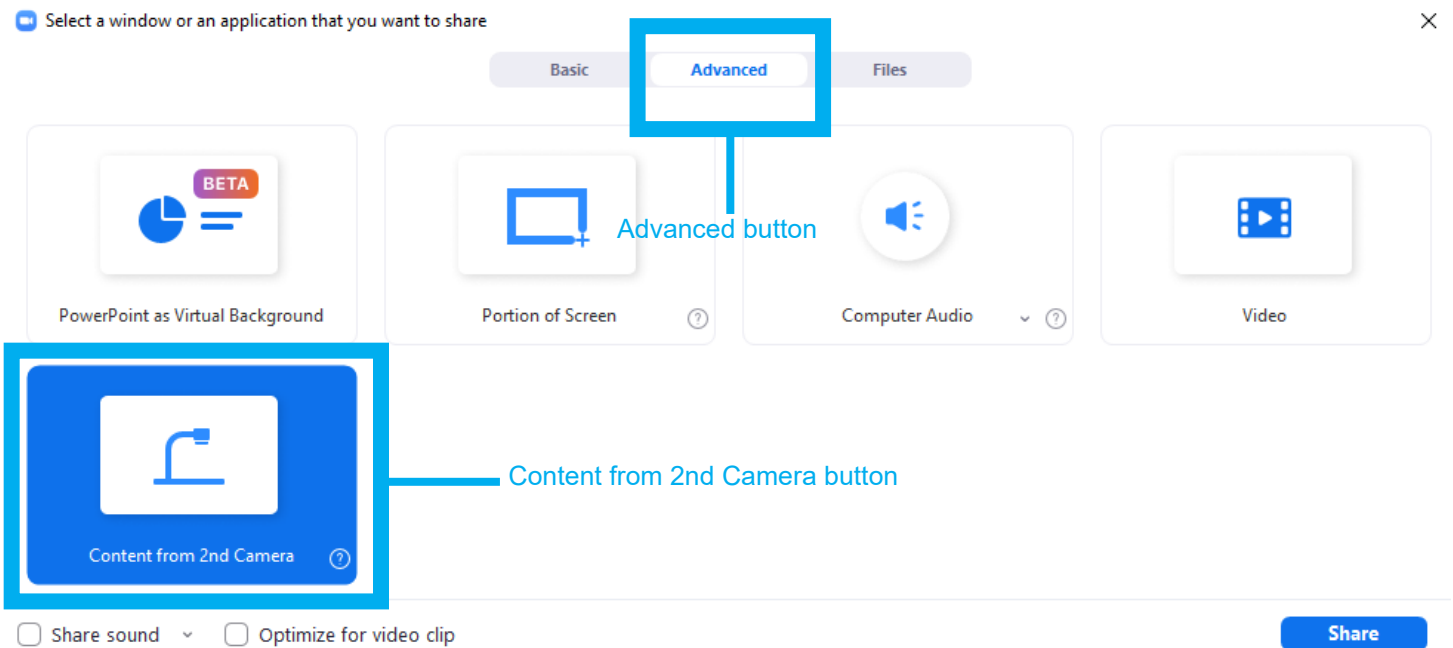 Select a window or an application that you want to share
Basic
Advanced
Files
BETA
Advanced button
PowerPoint as Virtual Background
Portion of Screen
?
Computer Audio
?
Video
Content from 2nd Camera button
Content from 2nd Camera
?
Share sound
Optimize for video clip
Share